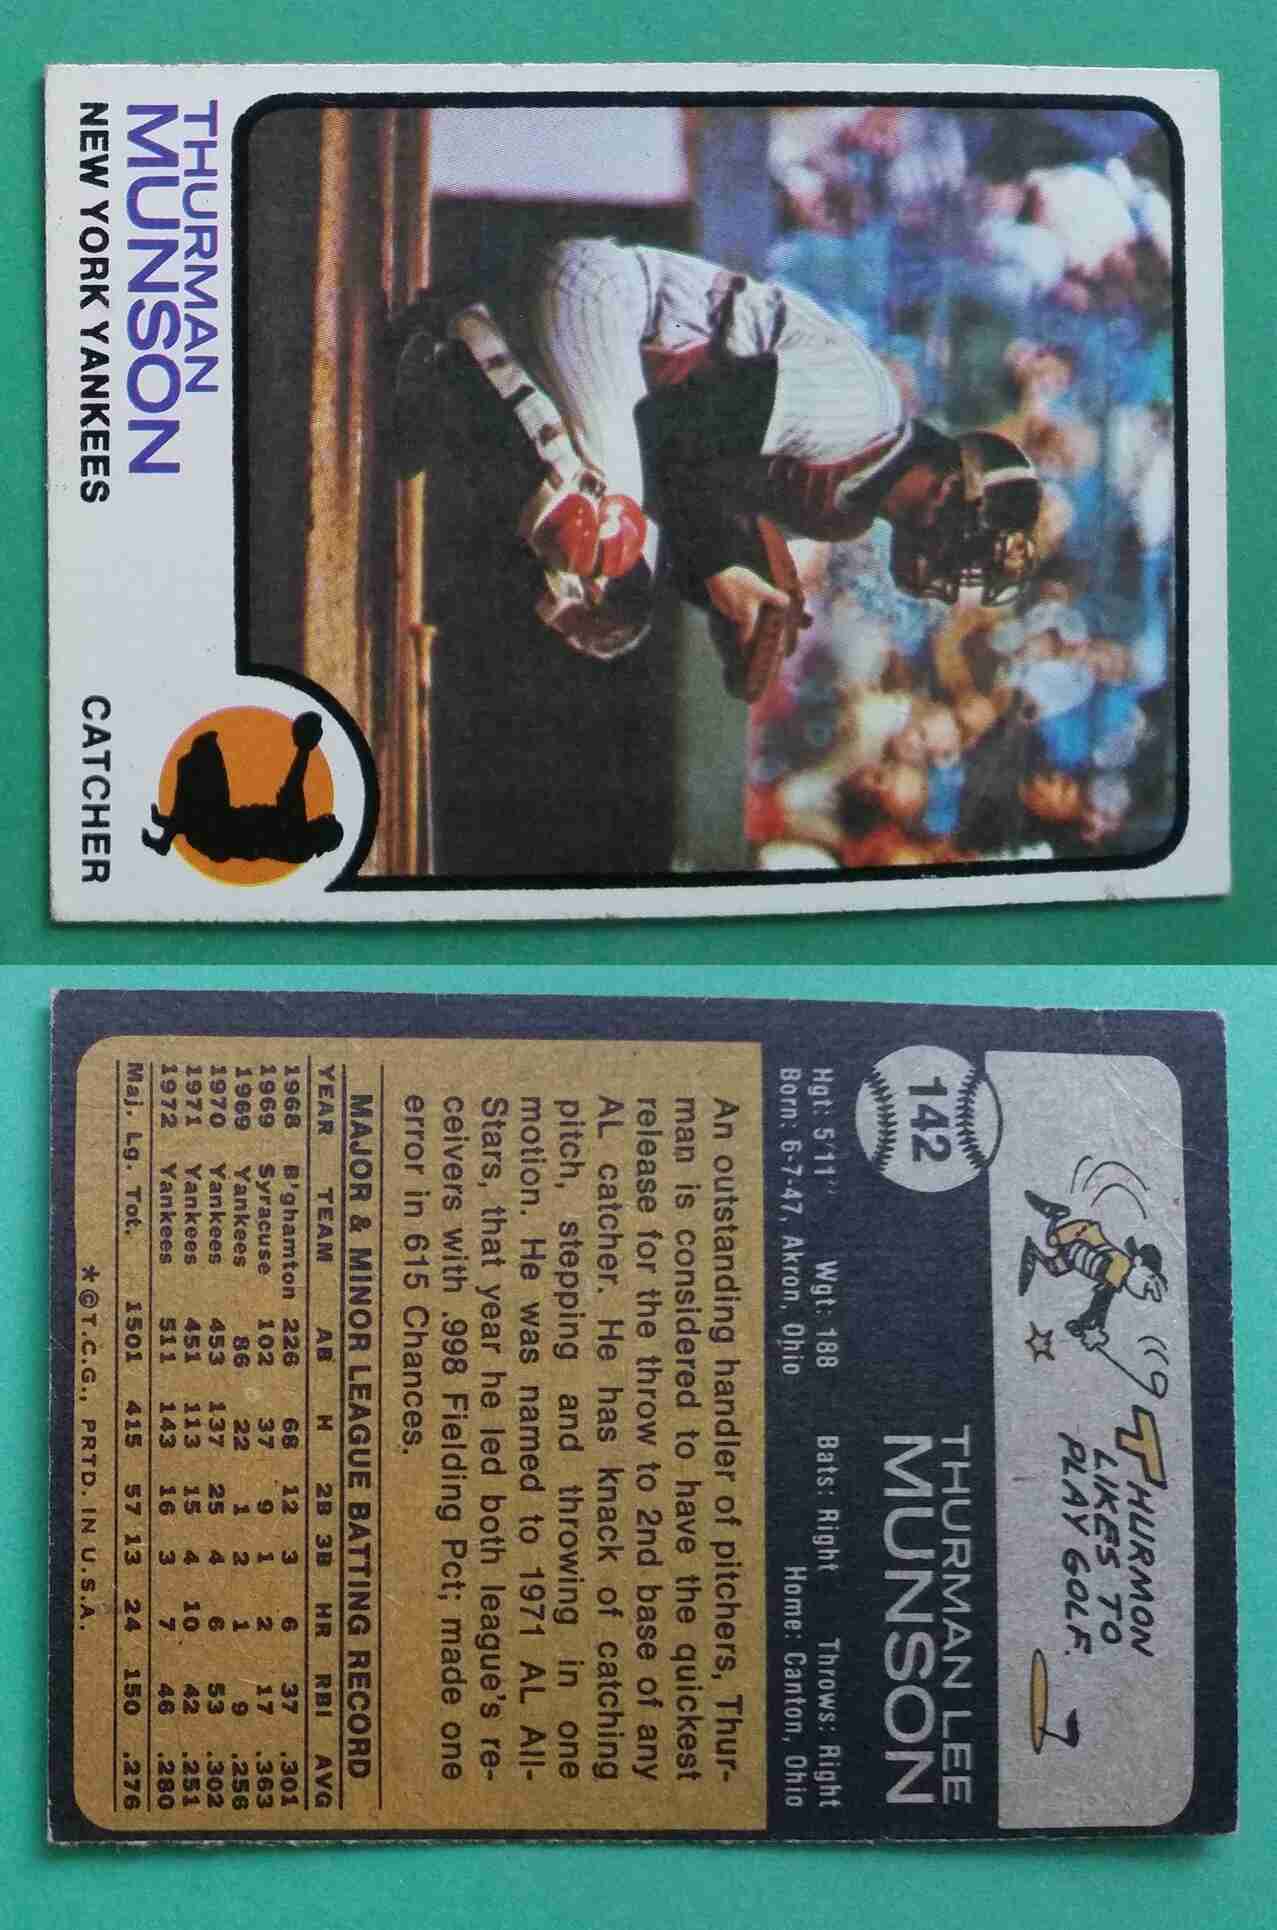 THURMAN
MUNSON
NEW YORK YANKEES CATCHER
THURMON
LIKES TO
PLAY GOLF.
142
THURMAN LEE
MUNSON
Hgt: 5'11" Wgt: 188 Bats: Right Throws: Right
Born: 6-7-47, Akron, Ohio Home: Canton, Ohio
An outstanding handler of pitchers, Thur-
man is considered to have the quickest
release for the throw to 2nd base of any
AL catcher. He has knack of catching
pitch, stepping and throwing in one
motion. He was named to 1971 AL All-
Stars, that year he led both league's re-
ceivers with .998 Fielding Pct; made one
error in 615 Chances.
MAJOR & MINOR LEAGUE BATTING RECORD
YEAR TEAM AB H 2B 3B HR RBI AVG
1968 B'ghamton 226 68 12 3 6 37 .301
1969 Syracuse 102 37 9 1 2 17 .363
1969 Yankees 86 22 1 2 1 9 .256
1970 Yankees 453 137 25 4 6 53 .302
1971 Yankees 451 113 15 4 10 42 .251
1972 Yankees 511 143 16 3 7 46 .280
Maj. Lg. Tot. 1501 415 57 13 24 150 .276
*©T.C.G., PRTD. IN U.S.A.